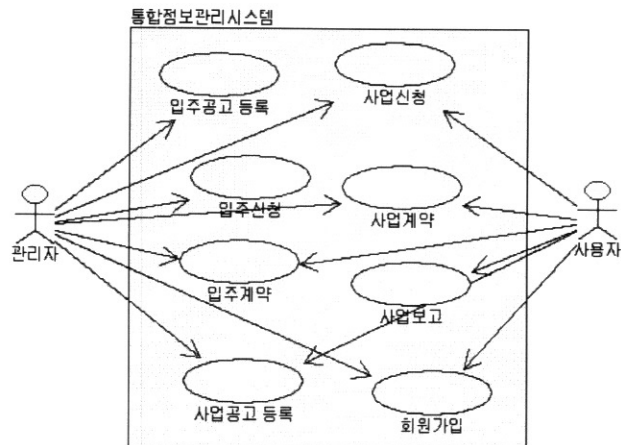 통합정보관리시스템
입주공고 등록
사업신청
입주신청
사업계약
관리자
사용자
입주계약
사업보고
사업공고 등록
회원가입